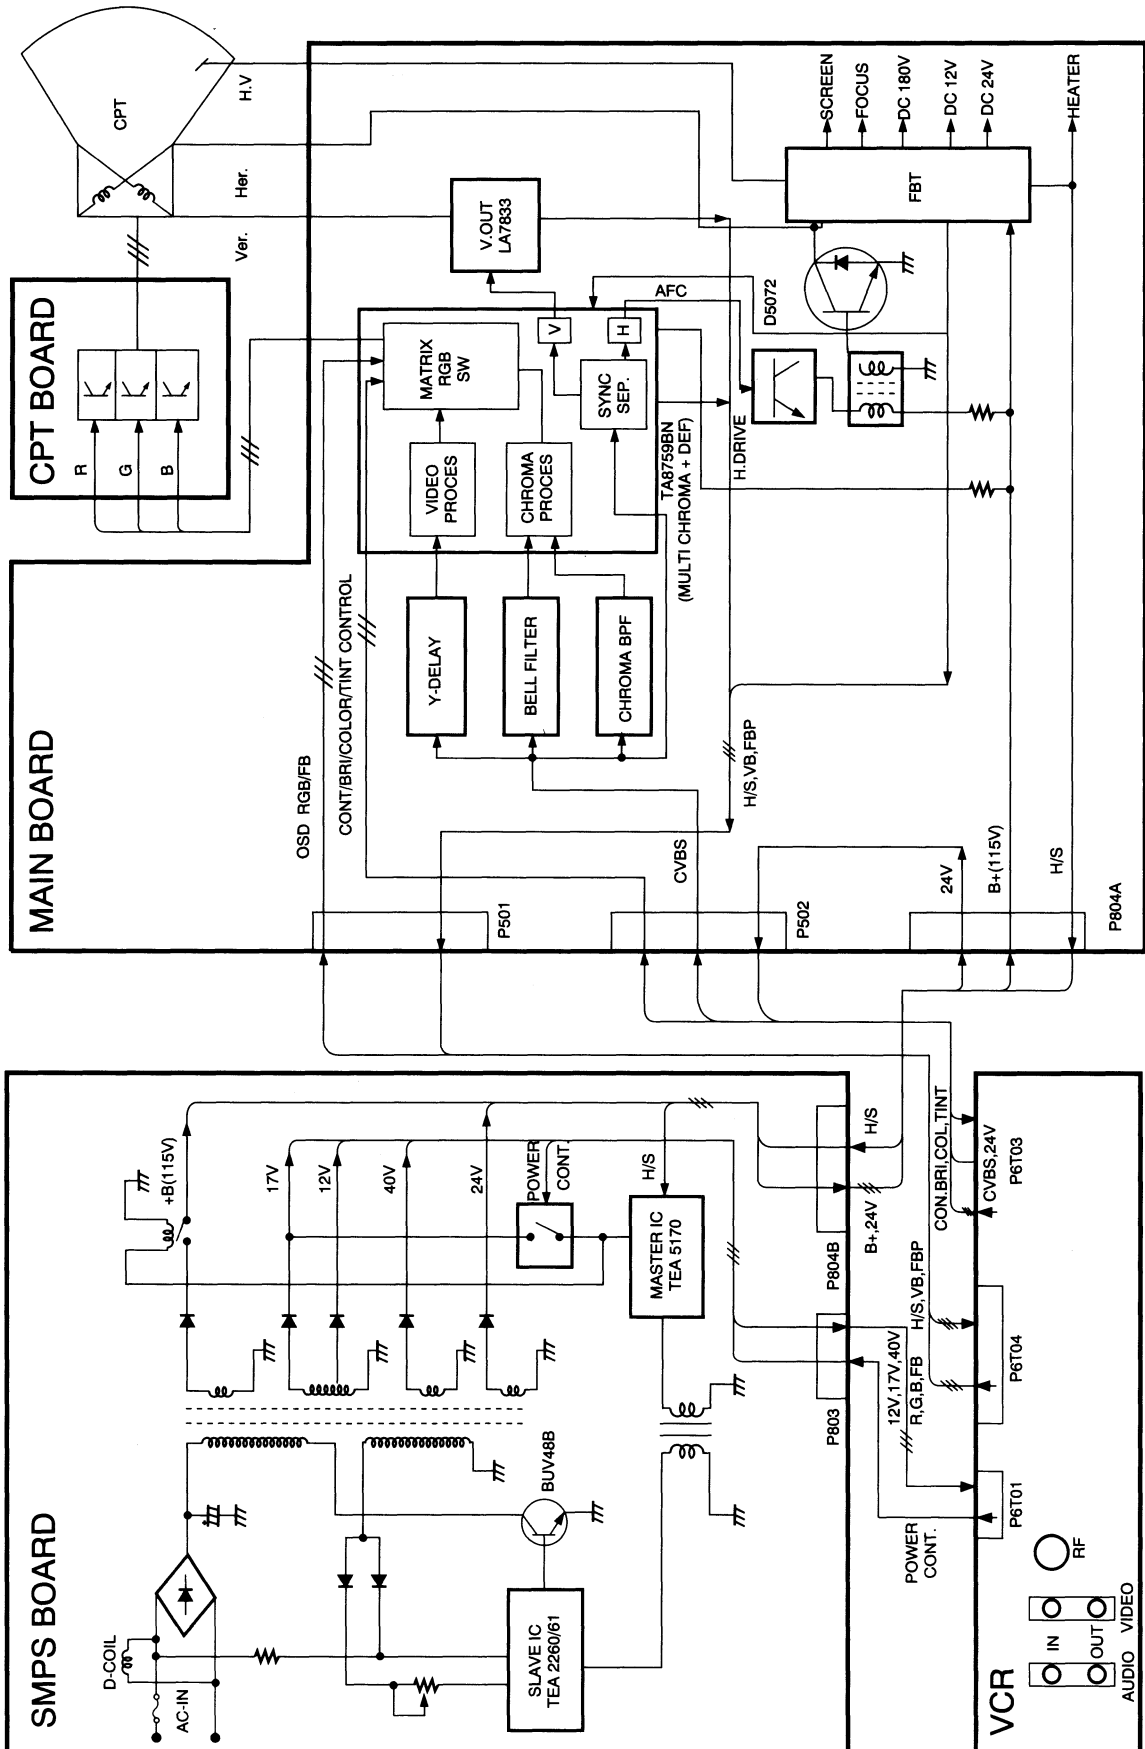 SMPS BOARD
D-COIL
AC-IN
SLAVE IC
TEA 2260/61
BUV48B
+B(115V)
17V
12V
40V
24V
POWER
CONT.
H/S
MASTER IC
TEA 5170
P803
P804B
MAIN BOARD
OSD RGB/FB
CONT/BRI/COLOR/TINT CONTROL
P501
CVBS
P502
24V
B+(115V)
H/S
P804A
Y-DELAY
BELL FILTER
CHROMA BPF
VIDEO
PROCES
CHROMA
PROCES
MATRIX
RGB
SW
SYNC
SEP.
V
H
TA8759BN
(MULTI CHROMA + DEF)
H/S,VB,FBP
H.DRIVE
AFC
D5072
V.OUT
LA7833
FBT
SCREEN
FOCUS
DC 180V
DC 12V
DC 24V
HEATER
CPT BOARD
R
G
B
CPT
Ver.
Her.
H.V
VCR
AUDIO
VIDEO
IN
OUT
RF
POWER
CONT.
P6T01
12V,17V,40V
R,G,B,FB
H/S,VB,FBP
P6T04
B+,24V
H/S
CON.BRI,COL,TINT
CVBS,24V
P6T03